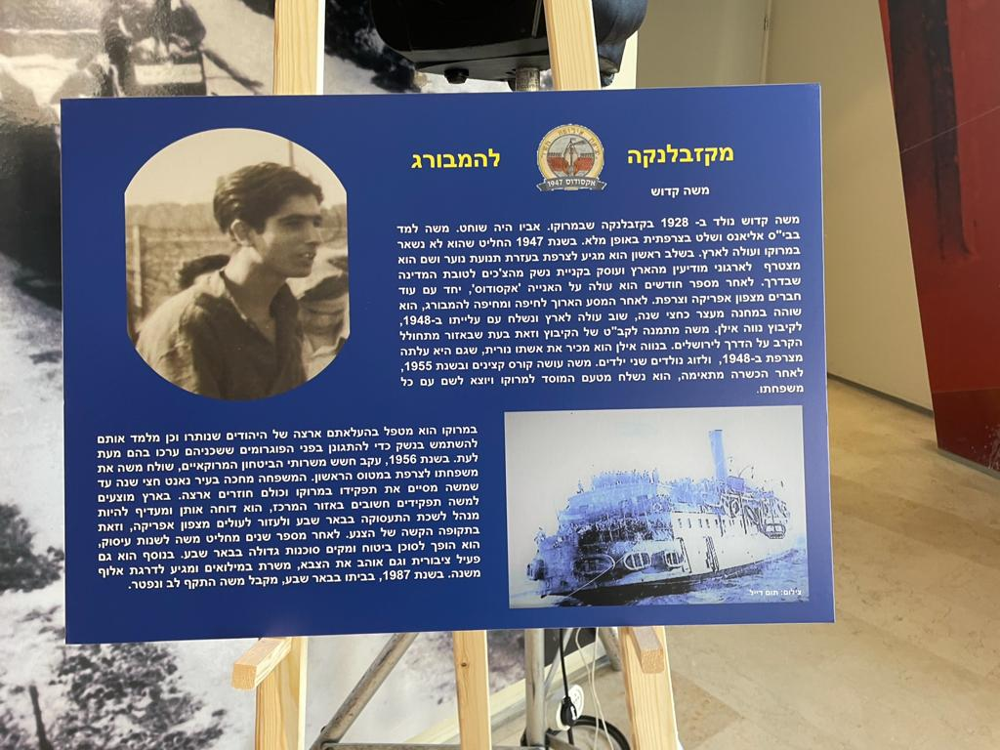 מקזבלנקה להמבורג
אקסודוס 1947
משה קדוש
משה קדוש נולד ב- 1928 בקזבלנקה שבמרוקו. אביו היה שוחט. משה למד
בבי"ס אליאנס ושלט בצרפתית באופן מלא. בשנת 1947 החליט שהוא לא נשאר
במרוקו ועולה לארץ. בשלב ראשון הוא מגיע לצרפת בעזרת תנועת נוער ושם הוא
מצטרף לארגוני מודיעין מהארץ ועוסק בקניית נשק מהצ'כים לטובת המדינה
שבדרך. לאחר מספר חודשים הוא עולה על האנייה 'אקסודוס', יחד עם עוד
חברים מצפון אפריקה וצרפת. לאחר המסע הארוך לחיפה ומחיפה להמבורג, הוא
שוהה במחנה מעצר כחצי שנה, שוב עולה לארץ ונשלח עם עלייתו ב-1948,
לקיבוץ נווה אילן. משה מתמנה לקב"ט של הקיבוץ וזאת בעת שבאזור מתחולל
הקרב על הדרך לירושלים. בנווה אילן הוא מכיר את אשתו נורית, שגם היא עלתה
מצרפת ב-1948, ולזוג נולדים שני ילדים. משה עושה קורס קצינים ובשנת 1955,
לאחר הכשרה מתאימה, הוא נשלח מטעם המוסד למרוקו ויוצא לשם עם כל
משפחתו.
במרוקו הוא מטפל בהעלאתם ארצה של היהודים שנותרו וכן מלמד אותם
להשתמש בנשק כדי להתגונן בפני הפוגרומים ששכניהם ערכו בהם מעת
לעת. בשנת 1956, עקב חשש משרותי הביטחון המרוקאיים, שולח משה את
משפחתו לצרפת במטוס הראשון. המשפחה מחכה בעיר נאנט חצי שנה עד
שמשה מסיים את תפקידו במרוקו וכולם חוזרים ארצה. בארץ מוצעים
למשה תפקידים חשובים באזור המרכז, הוא דוחה אותן ומעדיף להיות
מנהל לשכת התעסוקה בבאר שבע ולעזור לעולים מצפון אפריקה, וזאת
בתקופה הקשה של הצנע. לאחר מספר שנים מחליט משה לשנות עיסוק,
הוא הופך לסוכן ביטוח ומקים סוכנות גדולה בבאר שבע. בנוסף הוא גם
פעיל ציבורית וגם אוהב את הצבא, משרת במילואים ומגיע לדרגת אלוף
משנה. בשנת 1987, בביתו בבאר שבע, מקבל משה התקף לב ונפטר.
צילום: תום דייל